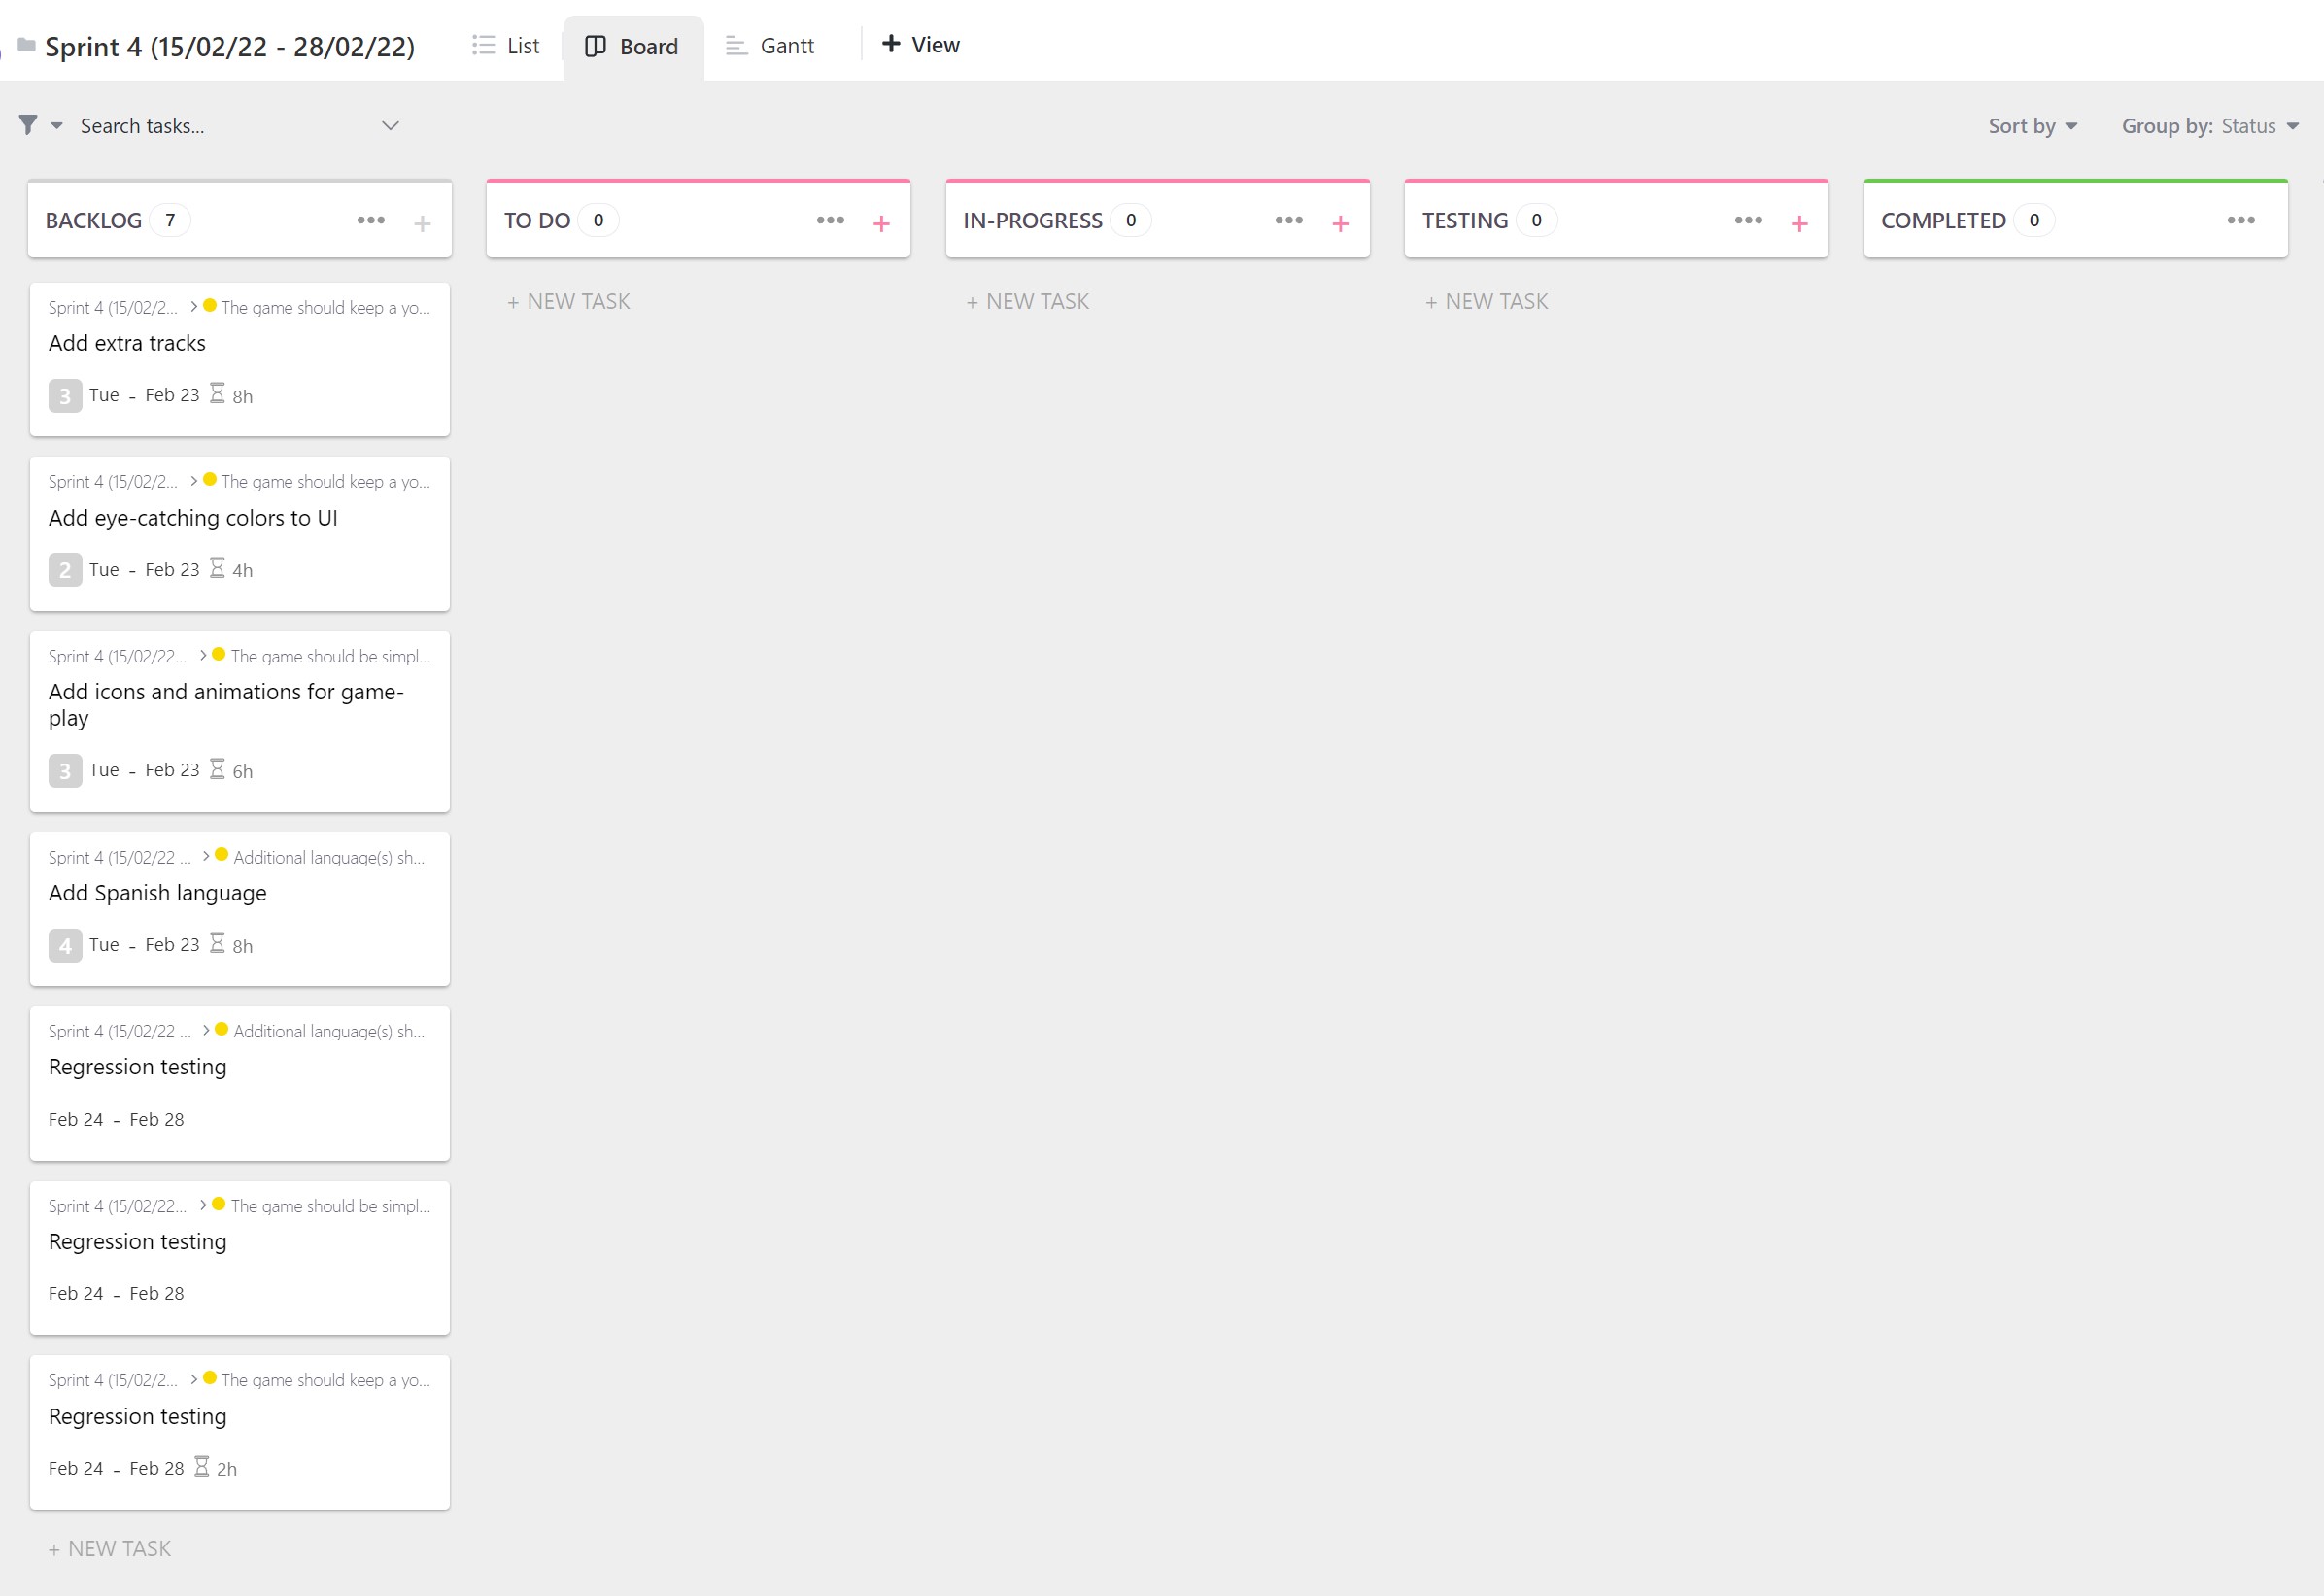 Sprint 4 (15/02/22 - 28/02/22)
List
Board
Gantt
+ View
Search tasks...
Sort by
Group by: Status
BACKLOG 7
Sprint 4 (15/02/2... > The game should keep a yo...
Add extra tracks
3 Tue - Feb 23 8h
Sprint 4 (15/02/2... > The game should keep a yo...
Add eye-catching colors to UI
2 Tue - Feb 23 4h
Sprint 4 (15/02/22... > The game should be simpl...
Add icons and animations for game-
play
3 Tue - Feb 23 6h
Sprint 4 (15/02/22 ... > Additional language(s) sh...
Add Spanish language
4 Tue - Feb 23 8h
Sprint 4 (15/02/22 ... > Additional language(s) sh...
Regression testing
Feb 24 - Feb 28
Sprint 4 (15/02/22... > The game should be simpl...
Regression testing
Feb 24 - Feb 28
Sprint 4 (15/02/2... > The game should keep a yo...
Regression testing
Feb 24 - Feb 28 2h
+ NEW TASK
TO DO 0
+ NEW TASK
IN-PROGRESS 0
+ NEW TASK
TESTING 0
+ NEW TASK
COMPLETED 0